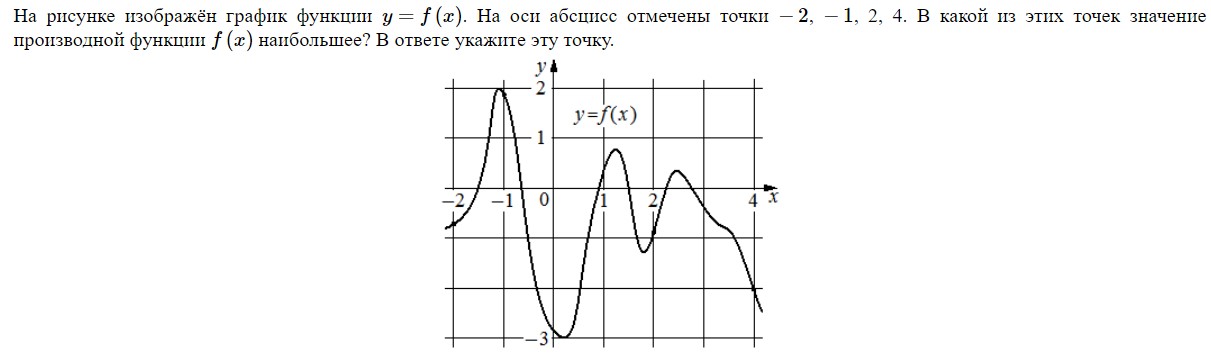 На рисунке изображён график функции y = f (x). На оси абсцисс отмечены точки − 2, − 1, 2, 4. В какой из этих точек значение
производной функции f (x) наибольшее? В ответе укажите эту точку.
y
2
y=f(x)
1
−2 −1 0 1 2 4 x
−3